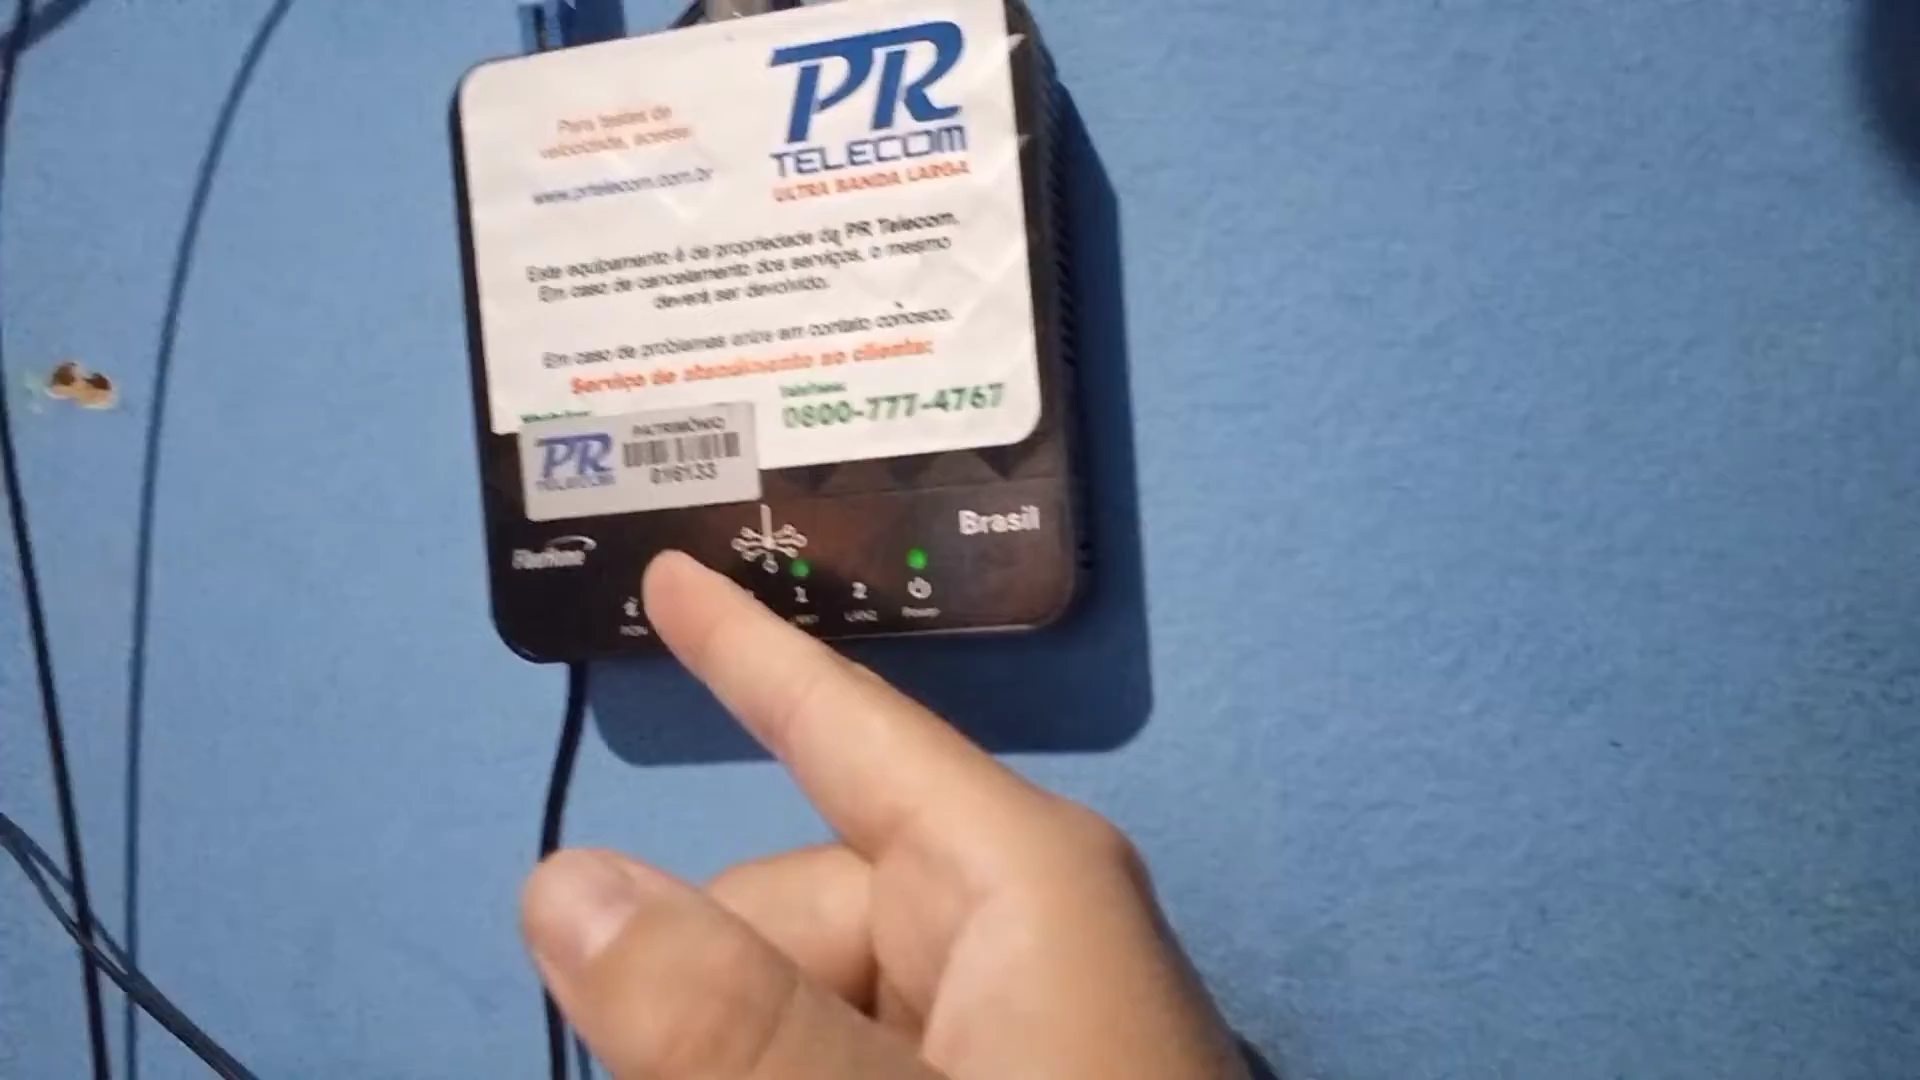 PR
TELECOM
ULTRA BANDA LARGA
Para testes de
velocidade, acesse:
www.prtelecom.com.br
Este equipamento é de propriedade da PR Telecom.
Em caso de cancelamento dos serviços, o mesmo
deverá ser devolvido.
Em caso de problemas entre em contato conosco.
Serviço de atendimento ao cliente:
WhatsApp:
Telefone:
0800-777-4767
PR
TELECOM
PATRIMÔNIO
016133
FiberHome
Brasil
1
2
PON
LAN2
Power